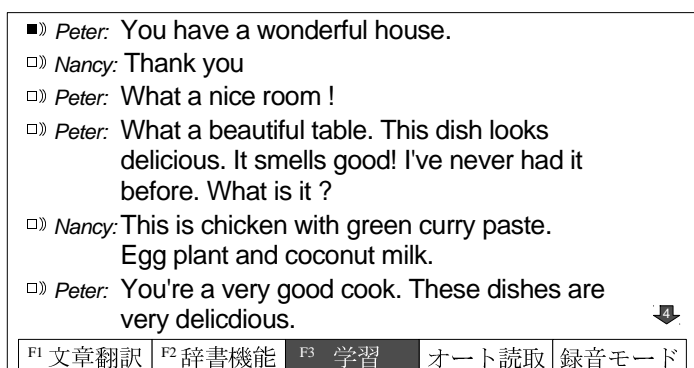 Peter: You have a wonderful house.
Nancy: Thank you
Peter: What a nice room !
Peter: What a beautiful table. This dish looks
delicious. It smells good! I've never had it
before. What is it ?
Nancy: This is chicken with green curry paste.
Egg plant and coconut milk.
Peter: You're a very good cook. These dishes are
very delicdious.
4
F1 文章翻訳 F2 辞書機能 F3 学習 オート読取 録音モード